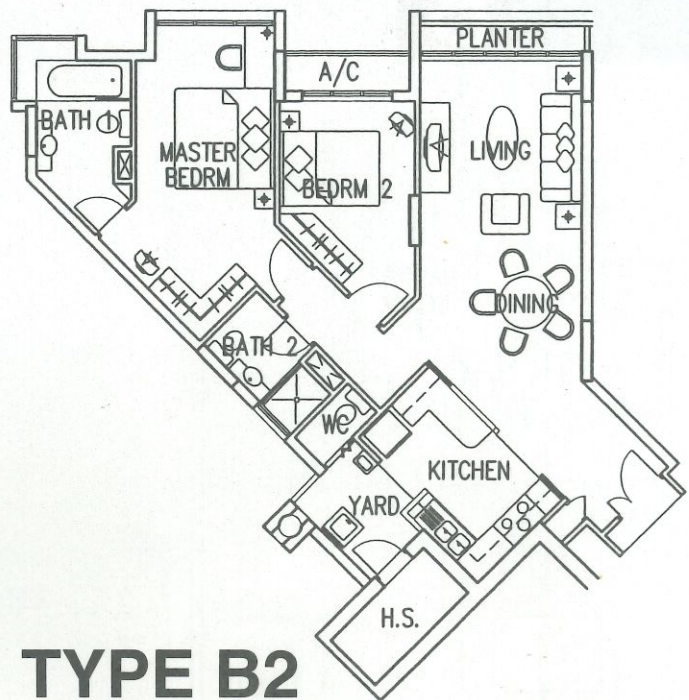 PLANTER
A/C
BATH
MASTER
BEDRM
BEDRM 2
LIVING
DINING
BATH 2
WC
KITCHEN
YARD
H.S.
TYPE B2